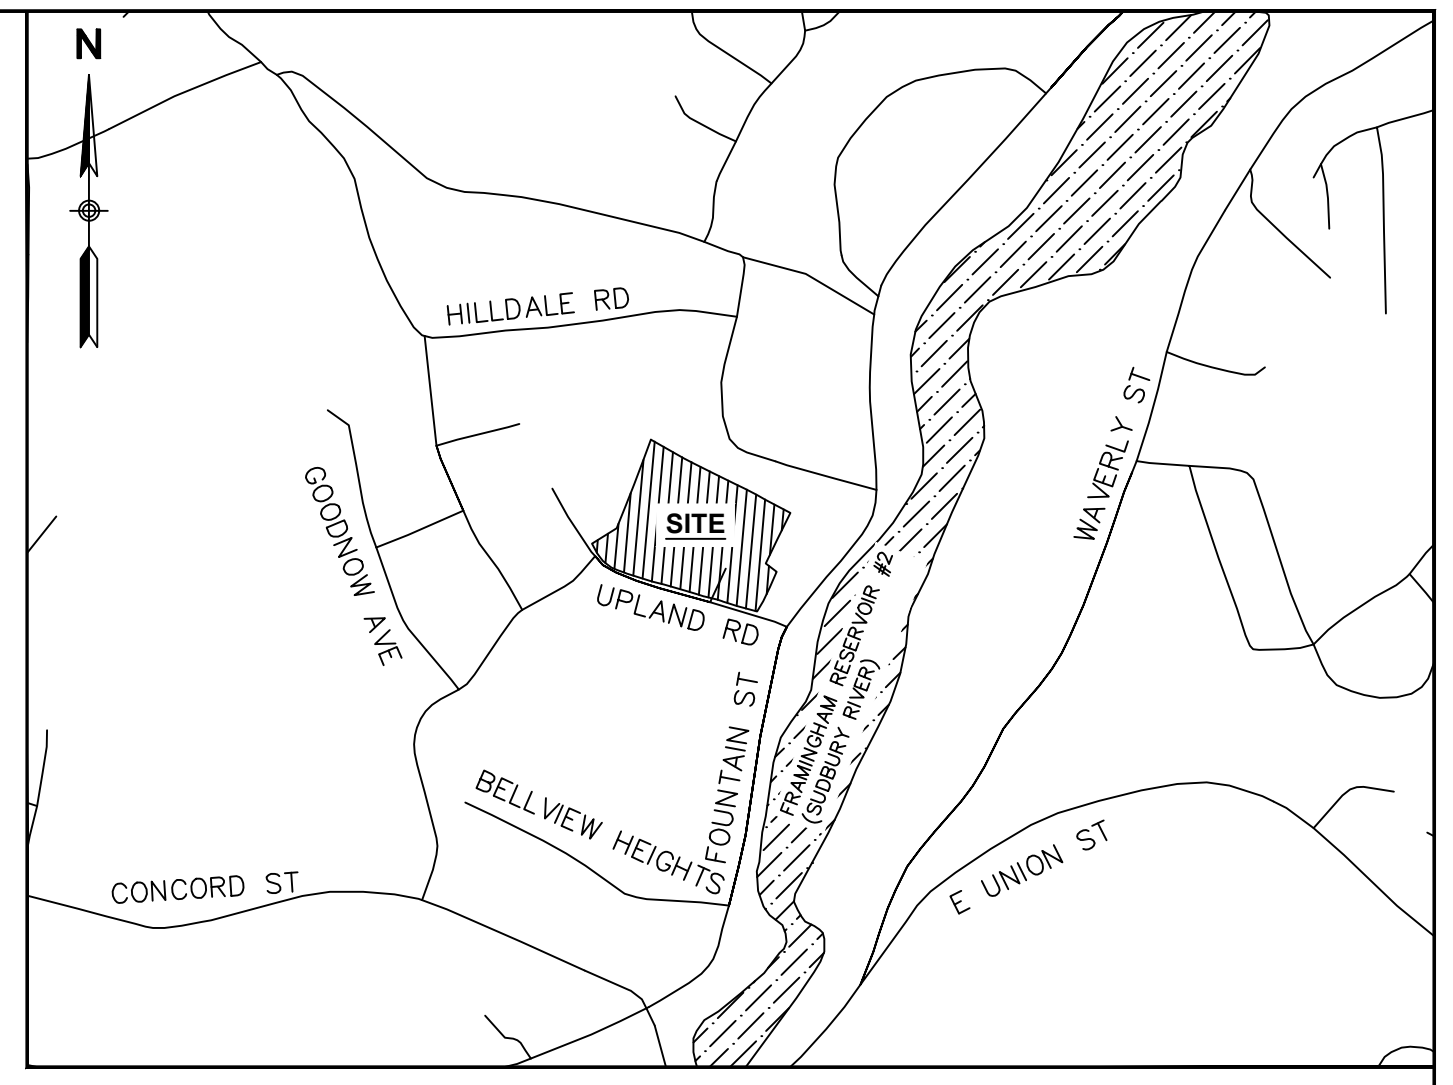 N
HILLDALE RD
GOODNOW AVE
SITE
UPLAND RD
WAVERLY ST
FOUNTAIN ST
FRAMINGHAM RESERVOIR #2
(SUDBURY RIVER)
BELLVIEW HEIGHTS
CONCORD ST
E UNION ST